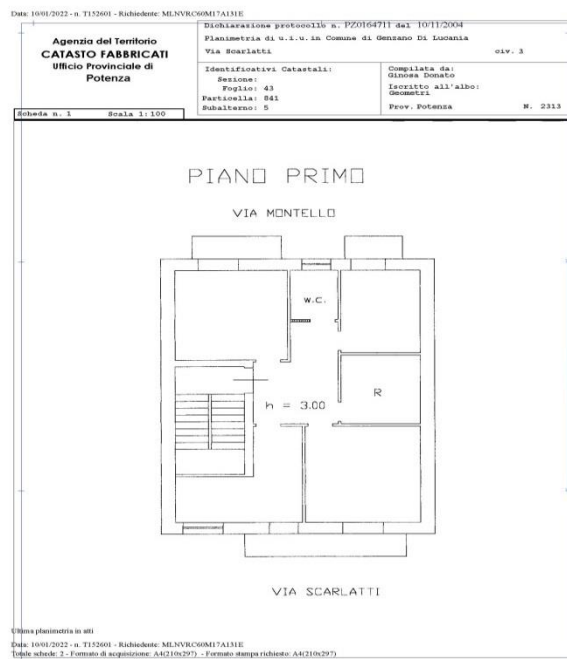 Data: 10/01/2022 - n. T152601 - Richiedente: MLNVRC60M17A131E
Agenzia del Territorio
CATASTO FABBRICATI
Ufficio Provinciale di
Potenza
Dichiarazione protocollo n. PZ0164711 del 10/11/2004
Planimetria di u.i.u. in Comune di Genzano Di Lucania
Via Scarlatti civ. 3
Identificativi Catastali:
Sezione:
Foglio: 43
Particella: 841
Subalterno: 5
Compilata da:
Ginosa Donato
Iscritto all'albo:
Geometri
Prov. Potenza N. 2313
Scheda n. 1 Scala 1:100
PIANO PRIMO
VIA MONTELLO
W.C.
R
h = 3.00
VIA SCARLATTI
Ultima planimetria in atti
Data: 10/01/2022 - n. T152601 - Richiedente: MLNVRC60M17A131E
Totale schede: 2 - Formato di acquisizione: A4(210x297) - Formato stampa richiesto: A4(210x297)